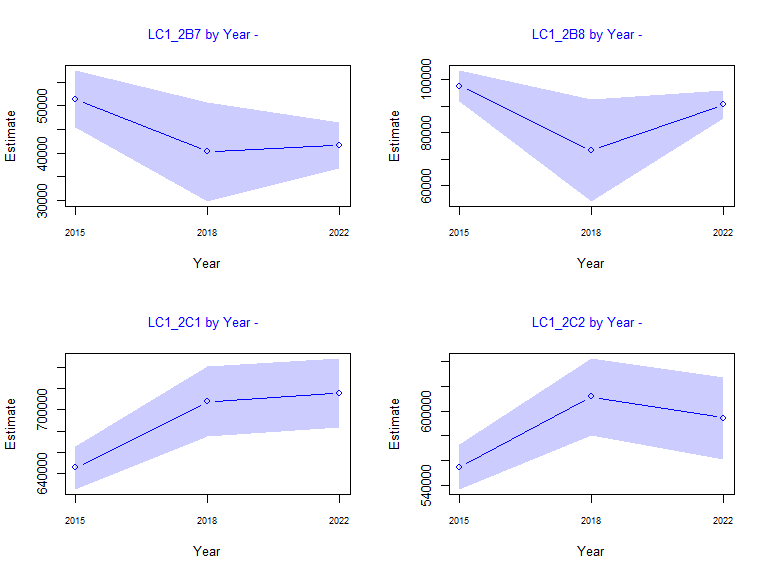 LC1_2B7 by Year -
Estimate
30000
40000
50000
2015
2018
2022
Year
LC1_2B8 by Year -
Estimate
60000
80000
100000
2015
2018
2022
Year
LC1_2C1 by Year -
Estimate
640000
700000
2015
2018
2022
Year
LC1_2C2 by Year -
Estimate
540000
600000
2015
2018
2022
Year